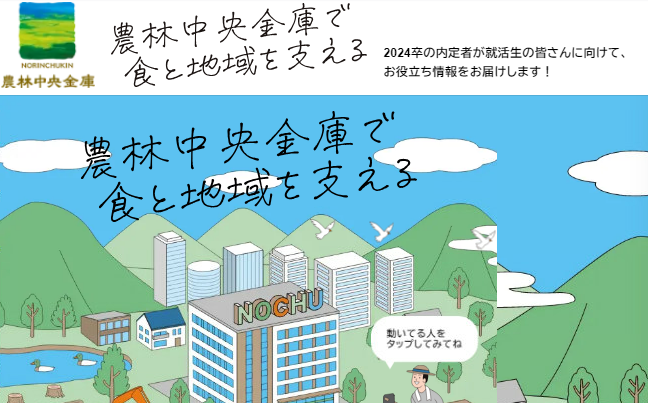 NORINCHUKIN
農林中央金庫
農林中央金庫で
食と地域を支える
2024卒の内定者が就活生の皆さんに向けて、
お役立ち情報をお届けします！
農林中央金庫で
食と地域を支える
NOCHU
動いてる人を
タップしてみてね